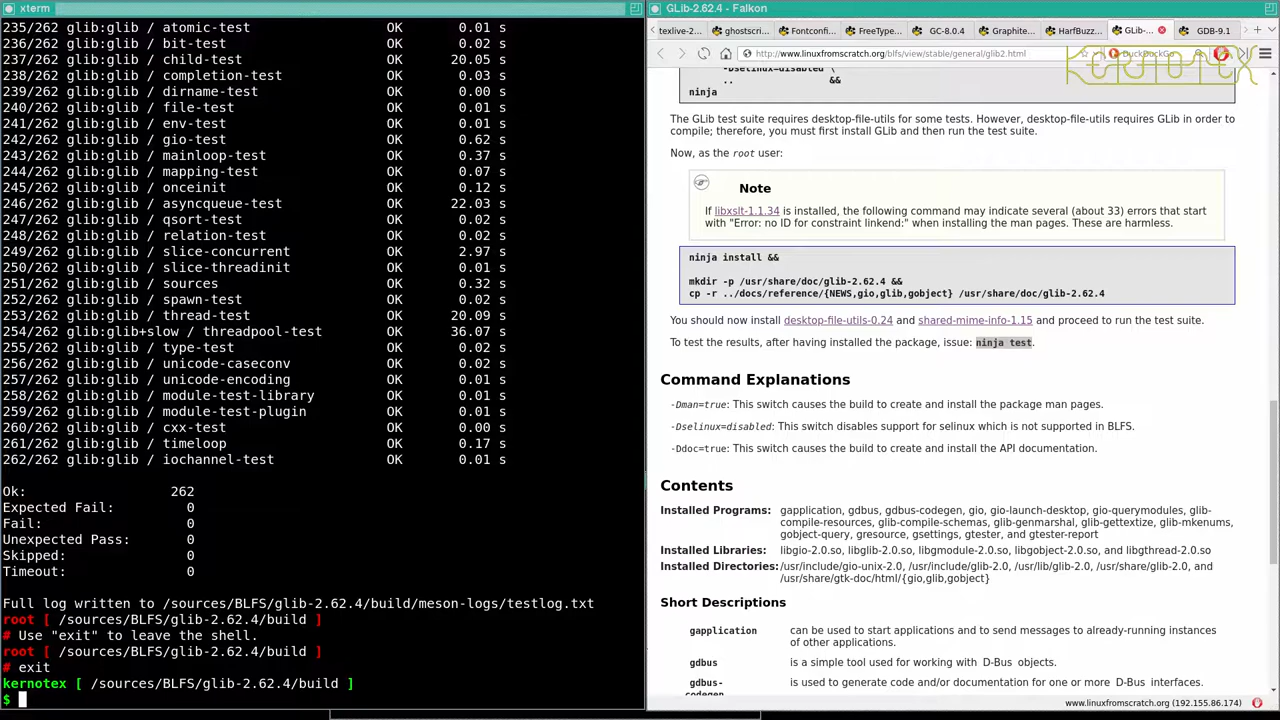 xterm
235/262 glib:glib / atomic-test OK 0.01 s
236/262 glib:glib / bit-test OK 0.02 s
237/262 glib:glib / child-test OK 20.05 s
238/262 glib:glib / completion-test OK 0.03 s
239/262 glib:glib / dirname-test OK 0.00 s
240/262 glib:glib / file-test OK 0.01 s
241/262 glib:glib / env-test OK 0.01 s
242/262 glib:glib / gio-test OK 0.62 s
243/262 glib:glib / mainloop-test OK 0.37 s
244/262 glib:glib / mapping-test OK 0.07 s
245/262 glib:glib / onceinit OK 0.12 s
246/262 glib:glib / asyncqueue-test OK 22.03 s
247/262 glib:glib / qsort-test OK 0.02 s
248/262 glib:glib / relation-test OK 0.02 s
249/262 glib:glib / slice-concurrent OK 2.97 s
250/262 glib:glib / slice-threadinit OK 0.01 s
251/262 glib:glib / sources OK 0.32 s
252/262 glib:glib / spawn-test OK 0.02 s
253/262 glib:glib / thread-test OK 20.09 s
254/262 glib:glib+slow / threadpool-test OK 36.07 s
255/262 glib:glib / type-test OK 0.02 s
256/262 glib:glib / unicode-caseconv OK 0.02 s
257/262 glib:glib / unicode-encoding OK 0.01 s
258/262 glib:glib / module-test-library OK 0.01 s
259/262 glib:glib / module-test-plugin OK 0.01 s
260/262 glib:glib / cxx-test OK 0.00 s
261/262 glib:glib / timeloop OK 0.17 s
262/262 glib:glib / iochannel-test OK 0.01 s
Ok: 262
Expected Fail: 0
Fail: 0
Unexpected Pass: 0
Skipped: 0
Timeout: 0
Full log written to /sources/BLFS/glib-2.62.4/build/meson-logs/testlog.txt
root [ /sources/BLFS/glib-2.62.4/build ]
# Use "exit" to leave the shell.
root [ /sources/BLFS/glib-2.62.4/build ]
# exit
kernotex [ /sources/BLFS/glib-2.62.4/build ]
$
GLib-2.62.4 - Falkon
texlive-2... ghostscri... Fontconfi... FreeType... GC-8.0.4 Graphite... HarfBuzz... GLib-... GDB-9.1
http://www.linuxfromscratch.org/blfs/view/stable/general/glib2.html DuckDuckGo
KERNOTEX
-Dselinux=disabled \
.. &&
ninja
The GLib test suite requires desktop-file-utils for some tests. However, desktop-file-utils requires GLib in order to
compile; therefore, you must first install GLib and then run the test suite.
Now, as the root user:
Note
If libxslt-1.1.34 is installed, the following command may indicate several (about 33) errors that start
with "Error: no ID for constraint linkend:" when installing the man pages. These are harmless.
ninja install &&
mkdir -p /usr/share/doc/glib-2.62.4 &&
cp -r ../docs/reference/{NEWS,gio,glib,gobject} /usr/share/doc/glib-2.62.4
You should now install desktop-file-utils-0.24 and shared-mime-info-1.15 and proceed to run the test suite.
To test the results, after having installed the package, issue: ninja test.
Command Explanations
-Dman=true: This switch causes the build to create and install the package man pages.
-Dselinux=disabled: This switch disables support for selinux which is not supported in BLFS.
-Ddoc=true: This switch causes the build to create and install the API documentation.
Contents
Installed Programs: gapplication, gdbus, gdbus-codegen, gio, gio-launch-desktop, gio-querymodules, glib-
compile-resources, glib-compile-schemas, glib-genmarshal, glib-gettextize, glib-mkenums,
gobject-query, gresource, gsettings, gtester, and gtester-report
Installed Libraries: libgio-2.0.so, libglib-2.0.so, libgmodule-2.0.so, libgobject-2.0.so, and libgthread-2.0.so
Installed Directories: /usr/include/gio-unix-2.0, /usr/include/glib-2.0, /usr/lib/glib-2.0, /usr/share/glib-2.0, and
/usr/share/gtk-doc/html/{gio,glib,gobject}
Short Descriptions
gapplication can be used to start applications and to send messages to already-running instances
of other applications.
gdbus is a simple tool used for working with D-Bus objects.
gdbus- is used to generate code and/or documentation for one or more D-Bus interfaces.
codegen
www.linuxfromscratch.org (192.155.86.174)